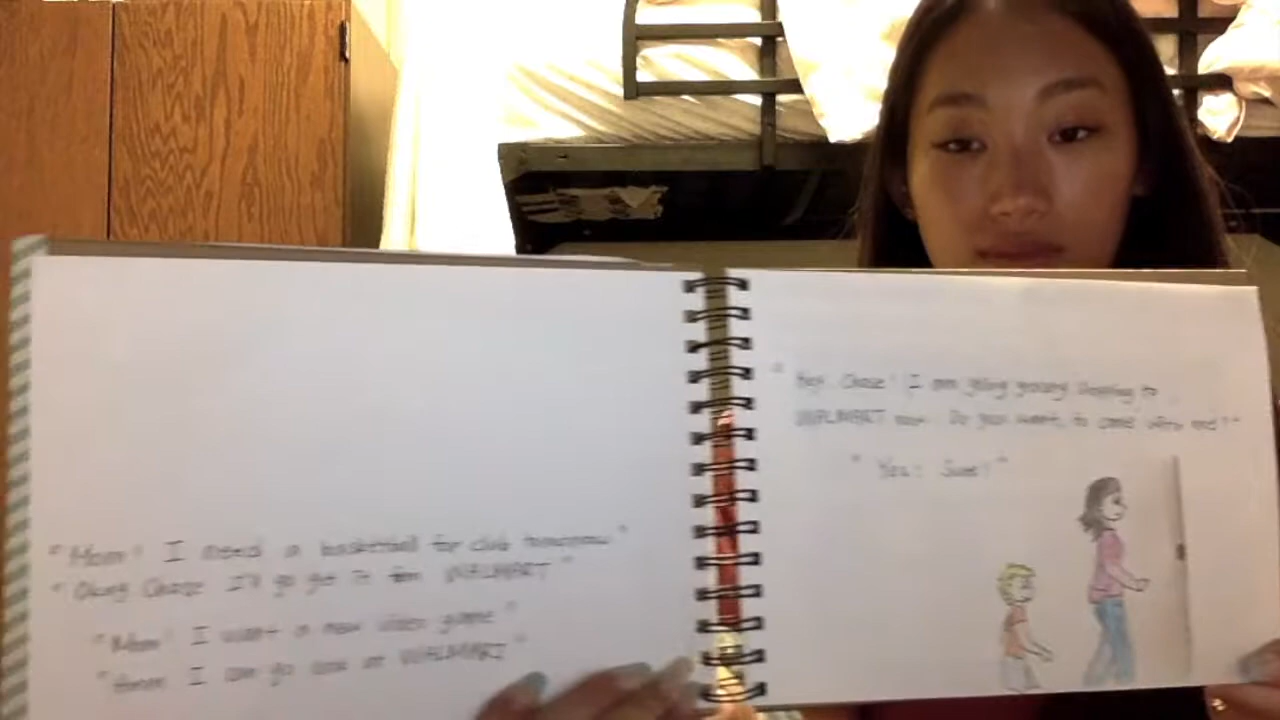 "Mom! I need a basketball for club tomorrow"
"Okay Chase I'll go get it from WALMART"
"Mom! I want a new video game"
"Hmm I can go look at WALMART"
"Hey Chase! I am going grocery shopping to
WALMART now. Do you want to come with me?"
"Yes! Sure!"